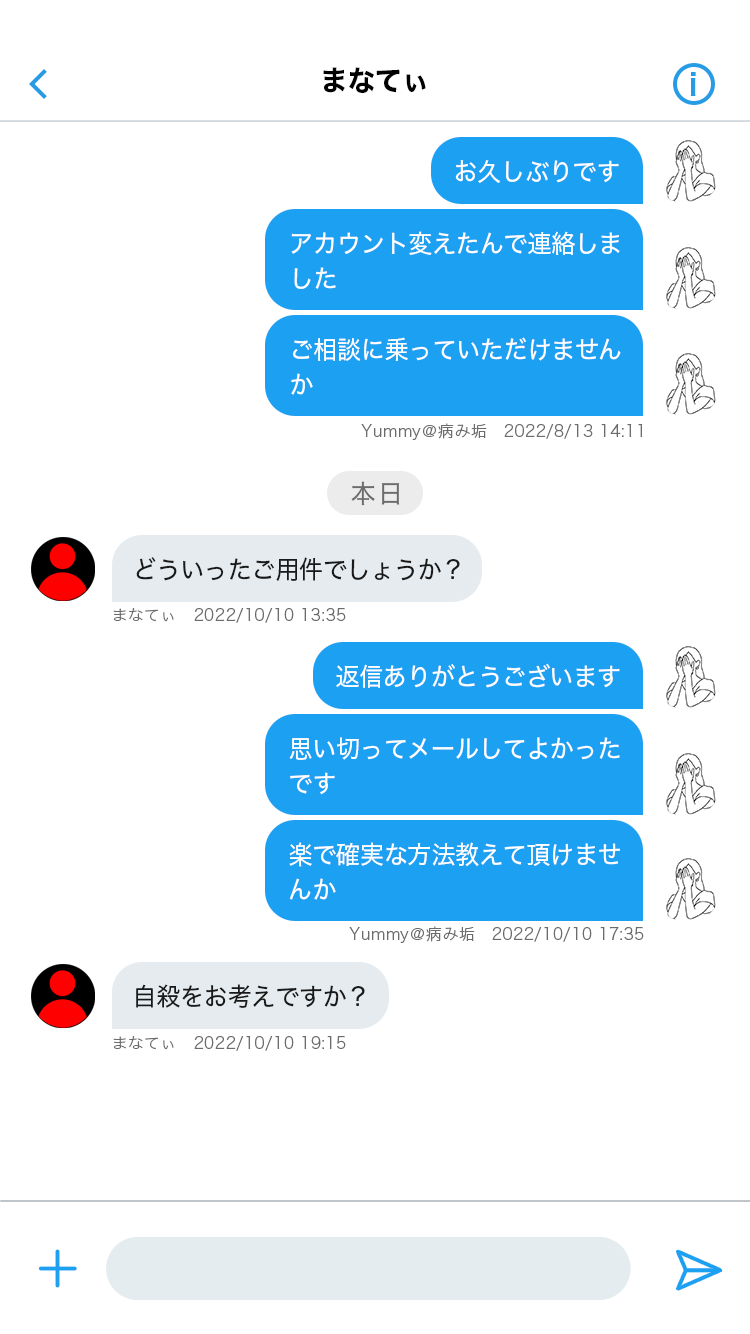 まなてぃ
お久しぶりです
アカウント変えたんで連絡しま
した
ご相談に乗っていただけません
か
Yummy@病み垢 2022/8/13 14:11
本日
どういったご用件でしょうか？
まなてぃ 2022/10/10 13:35
返信ありがとうございます
思い切ってメールしてよかった
です
楽で確実な方法教えて頂けませ
んか
Yummy@病み垢 2022/10/10 17:35
自殺をお考えですか？
まなてぃ 2022/10/10 19:15